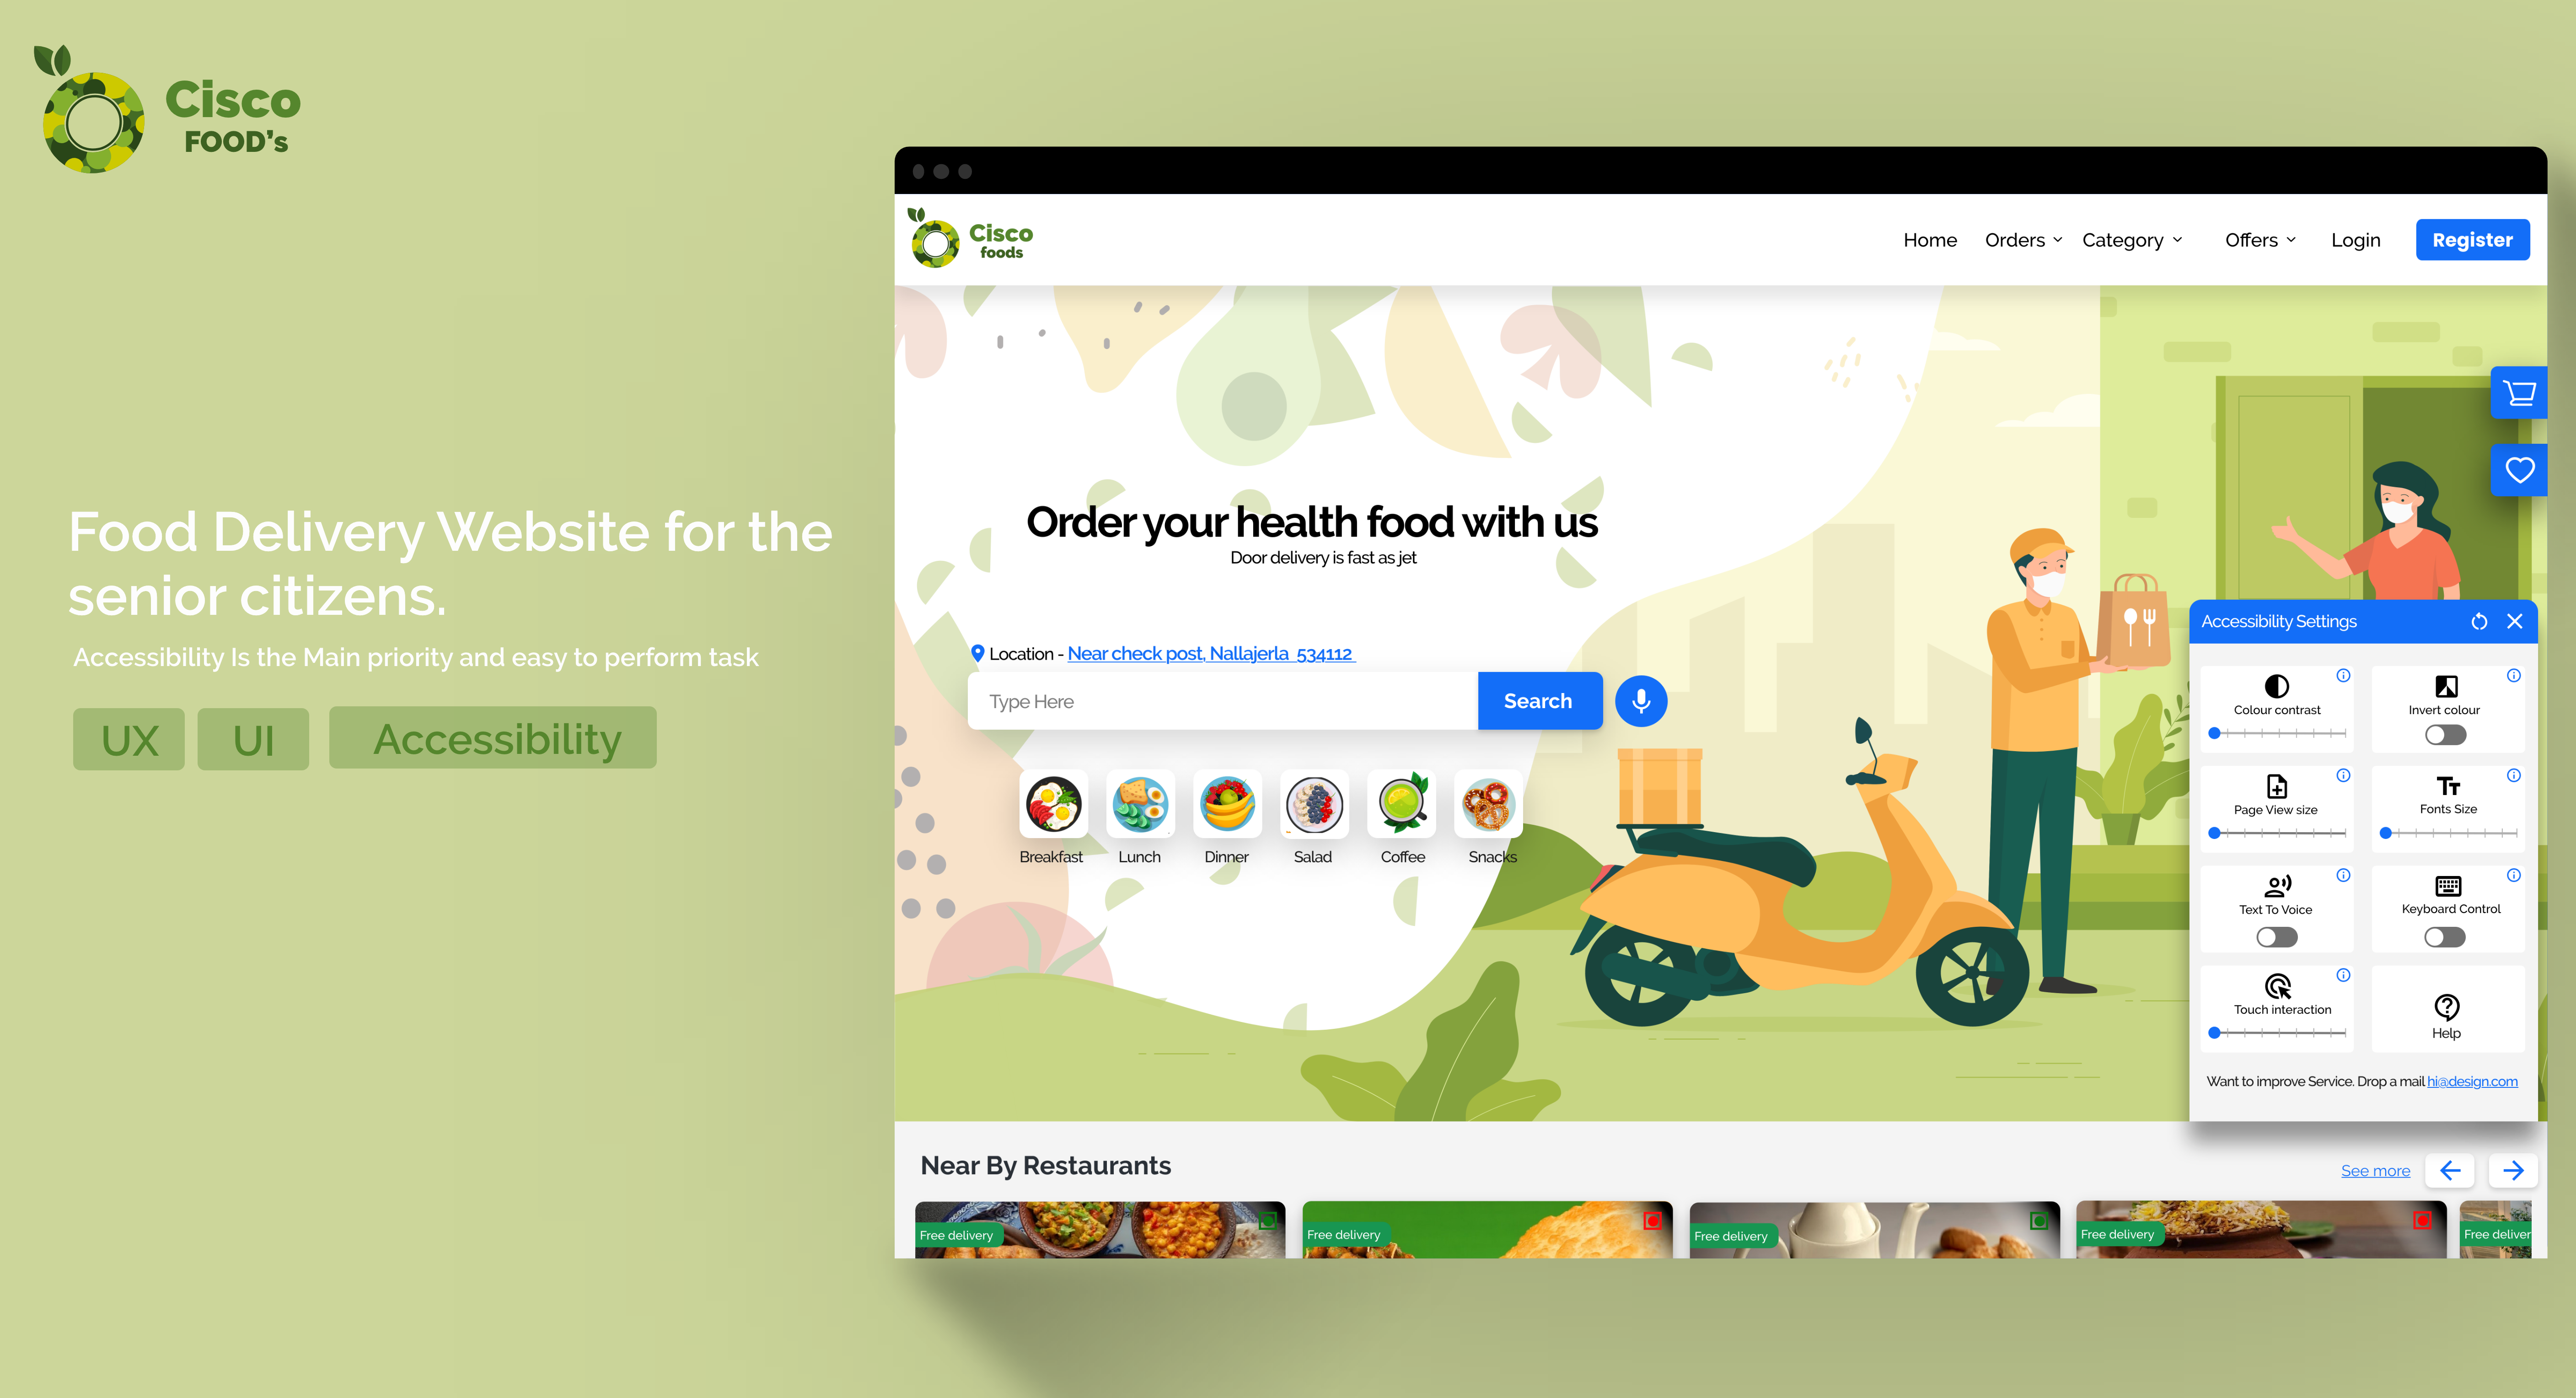 Cisco
FOOD's
Food Delivery Website for the
senior citizens.
Accessibility Is the Main priority and easy to perform task
UX UI Accessibility
Cisco
foods
Home Orders Category Offers Login Register
Order your health food with us
Door delivery is fast as jet
Location - Near check post, Nallajerla 534112
Type Here Search
Breakfast Lunch Dinner Salad Coffee Snacks
Accessibility Settings
Colour contrast Invert colour
Page View size Fonts Size
Text To Voice Keyboard Control
Touch interaction Help
Want to improve Service. Drop a mail hi@design.com
Near By Restaurants See more
Free delivery Free delivery Free delivery Free delivery Free deliver